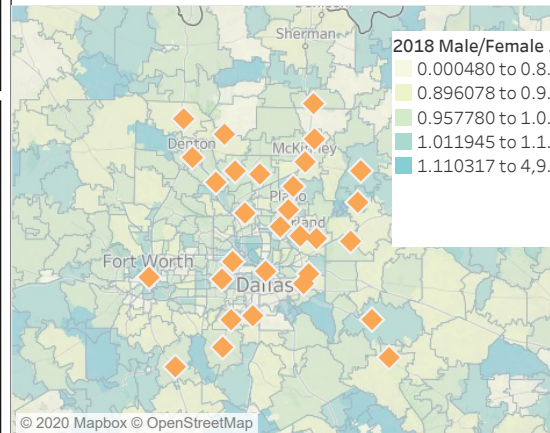 Sherman
2018 Male/Female
0.000480 to 0.8.
0.896078 to 0.9.
0.957780 to 1.0.
1.011945 to 1.1.
1.110317 to 4,9.
Denton
McKinney
Plano
rland
Fort Worth
Dallas
© 2020 Mapbox © OpenStreetMap